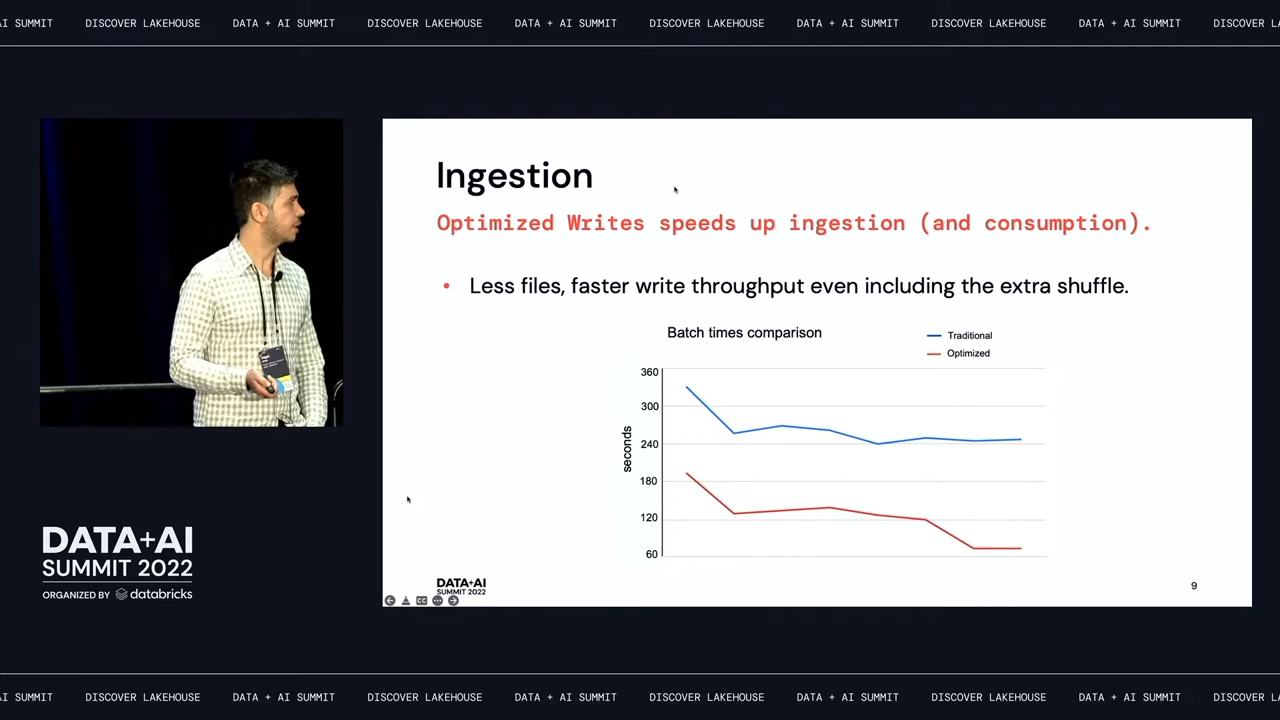 AI SUMMIT DISCOVER LAKEHOUSE DATA + AI SUMMIT DISCOVER LAKEHOUSE DATA + AI SUMMIT DISCOVER LAKEHOUSE DATA + AI SUMMIT DISCOVER LAKEHOUSE DATA + AI SUMMIT DISCOVER
Ingestion
Optimized Writes speeds up ingestion (and consumption).
• Less files, faster write throughput even including the extra shuffle.
Batch times comparison
Traditional
Optimized
360
300
240
180
120
60
seconds
DATA+AI
SUMMIT 2022
9
CC
DATA+AI
SUMMIT 2022
ORGANIZED BY databricks
AI SUMMIT DISCOVER LAKEHOUSE DATA + AI SUMMIT DISCOVER LAKEHOUSE DATA + AI SUMMIT DISCOVER LAKEHOUSE DATA + AI SUMMIT DISCOVER LAKEHOUSE DATA + AI SUMMIT DISCOVER